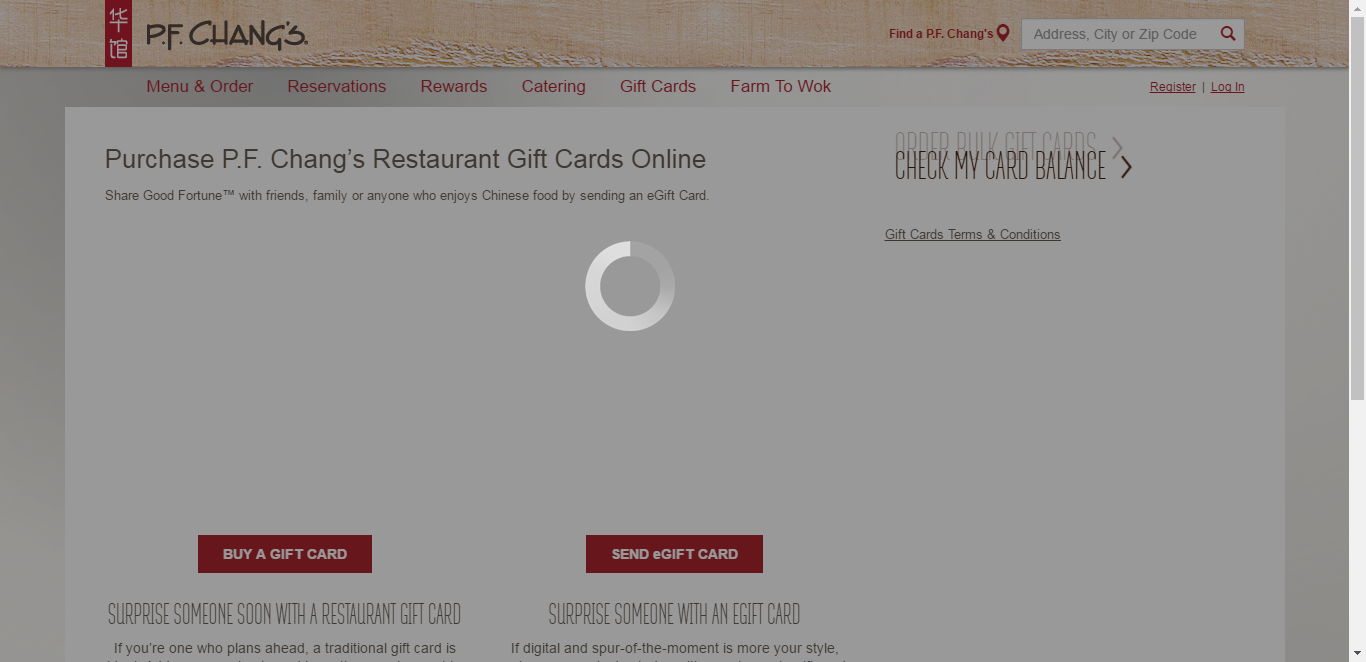 华
馆
P.F. CHANG'S.
Find a P.F. Chang's
Address, City or Zip Code
Menu & Order
Reservations
Rewards
Catering
Gift Cards
Farm To Wok
Register | Log In
Purchase P.F. Chang’s Restaurant Gift Cards Online
Share Good Fortune™ with friends, family or anyone who enjoys Chinese food by sending an eGift Card.
ORDER BULK GIFT CARDS
CHECK MY CARD BALANCE
Gift Cards Terms & Conditions
BUY A GIFT CARD
SEND eGIFT CARD
SURPRISE SOMEONE SOON WITH A RESTAURANT GIFT CARD
SURPRISE SOMEONE WITH AN EGIFT CARD
If you’re one who plans ahead, a traditional gift card is
If digital and spur-of-the-moment is more your style,